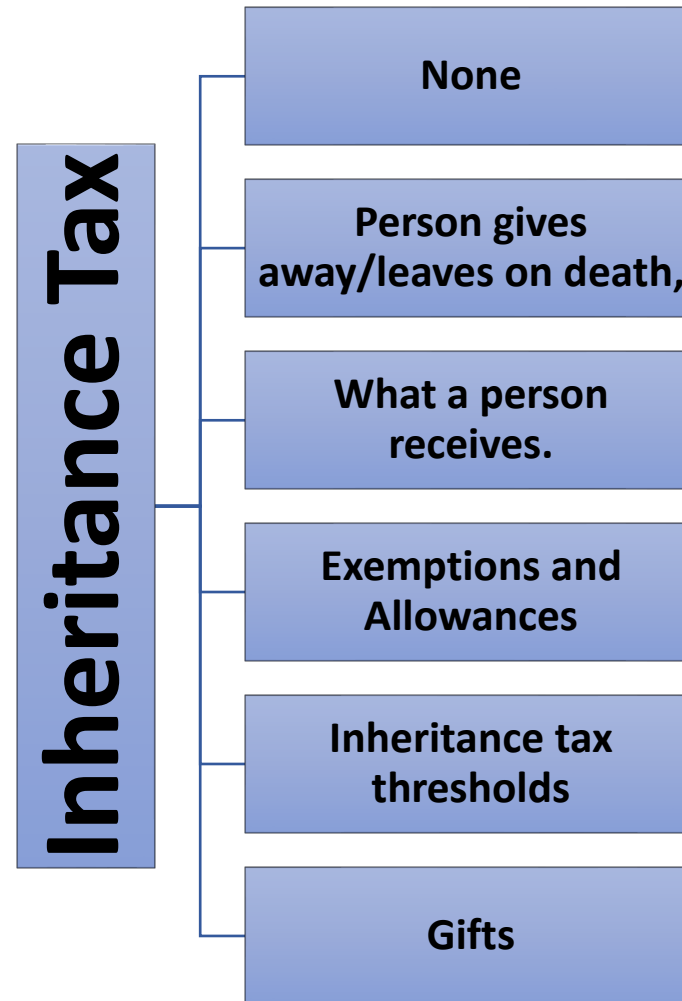 Inheritance Tax
None
Person gives
away/leaves on death,
What a person
receives.
Exemptions and
Allowances
Inheritance tax
thresholds
Gifts